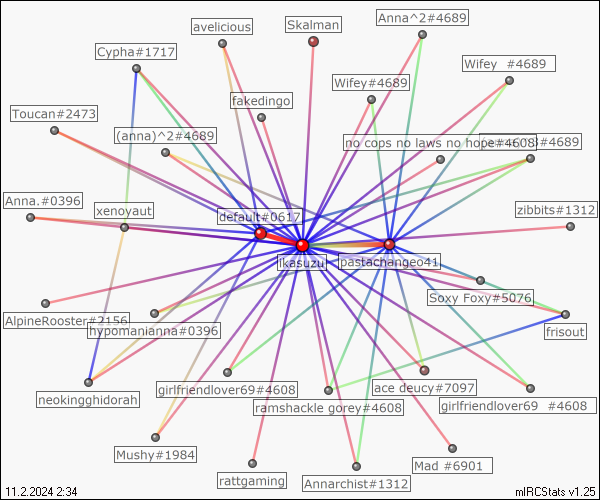 Skalman
Anna^2#4689
avelicious
Cypha#1717
Wifey #4689
Wifey#4689
fakedingo
Toucan#2473
(anna)^2#4689
no cops no laws no hope#4608
#4689
Anna.#0396
xenoyaut
default#0617
zibbits#1312
ikasuzu
pastachangeo41
Soxy Foxy#5076
AlpineRooster#2156
hypomanianna#0396
frisout
neokingghidorah
girlfriendlover69#4608
ramshackle gorey#4608
ace deucy#7097
girlfriendlover69 #4608
Mushy#1984
rattgaming
Annarchist#1312
Mad #6901
11.2.2024 2:34
mIRCStats v1.25